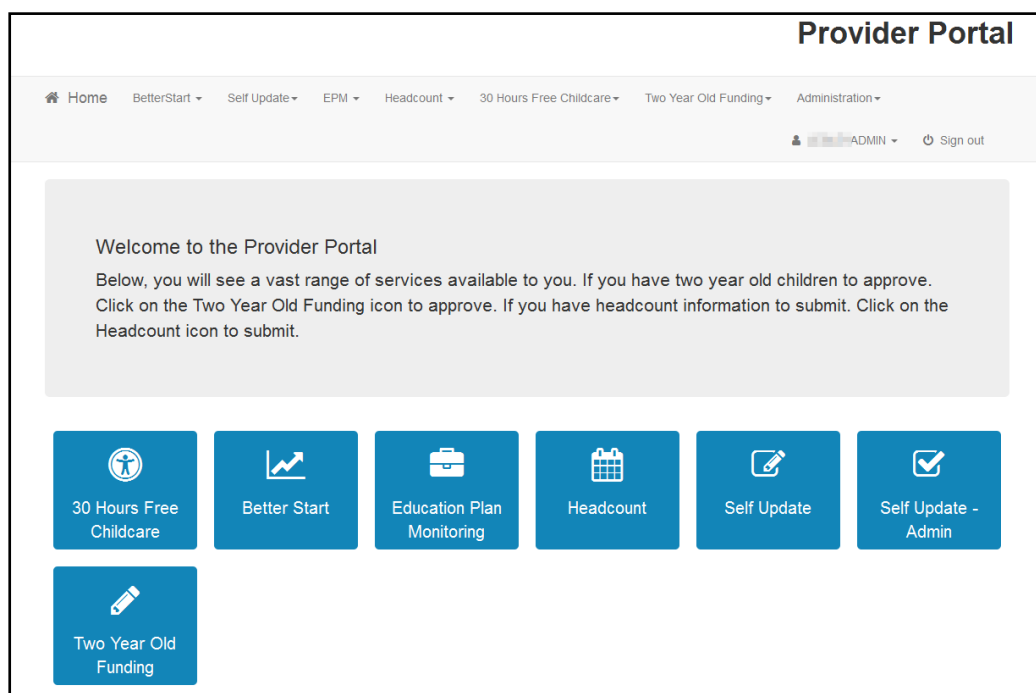 Provider Portal
Home BetterStart Self Update EPM Headcount 30 Hours Free Childcare Two Year Old Funding Administration
ADMIN Sign out
Welcome to the Provider Portal
Below, you will see a vast range of services available to you. If you have two year old children to approve.
Click on the Two Year Old Funding icon to approve. If you have headcount information to submit. Click on the
Headcount icon to submit.
30 Hours Free
Childcare
Better Start
Education Plan
Monitoring
Headcount
Self Update
Self Update -
Admin
Two Year Old
Funding